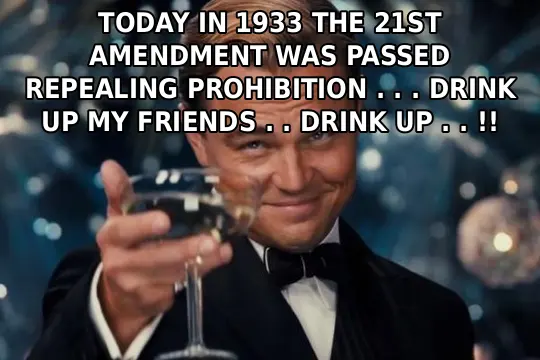 TODAY IN 1933 THE 21ST
AMENDMENT WAS PASSED
REPEALING PROHIBITION . . . DRINK
UP MY FRIENDS . . DRINK UP . . !!